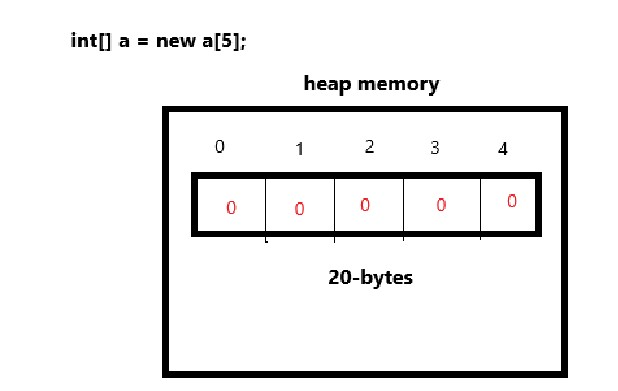 int[] a = new a[5];
heap memory
0 1 2 3 4
0 0 0 0 0
20-bytes